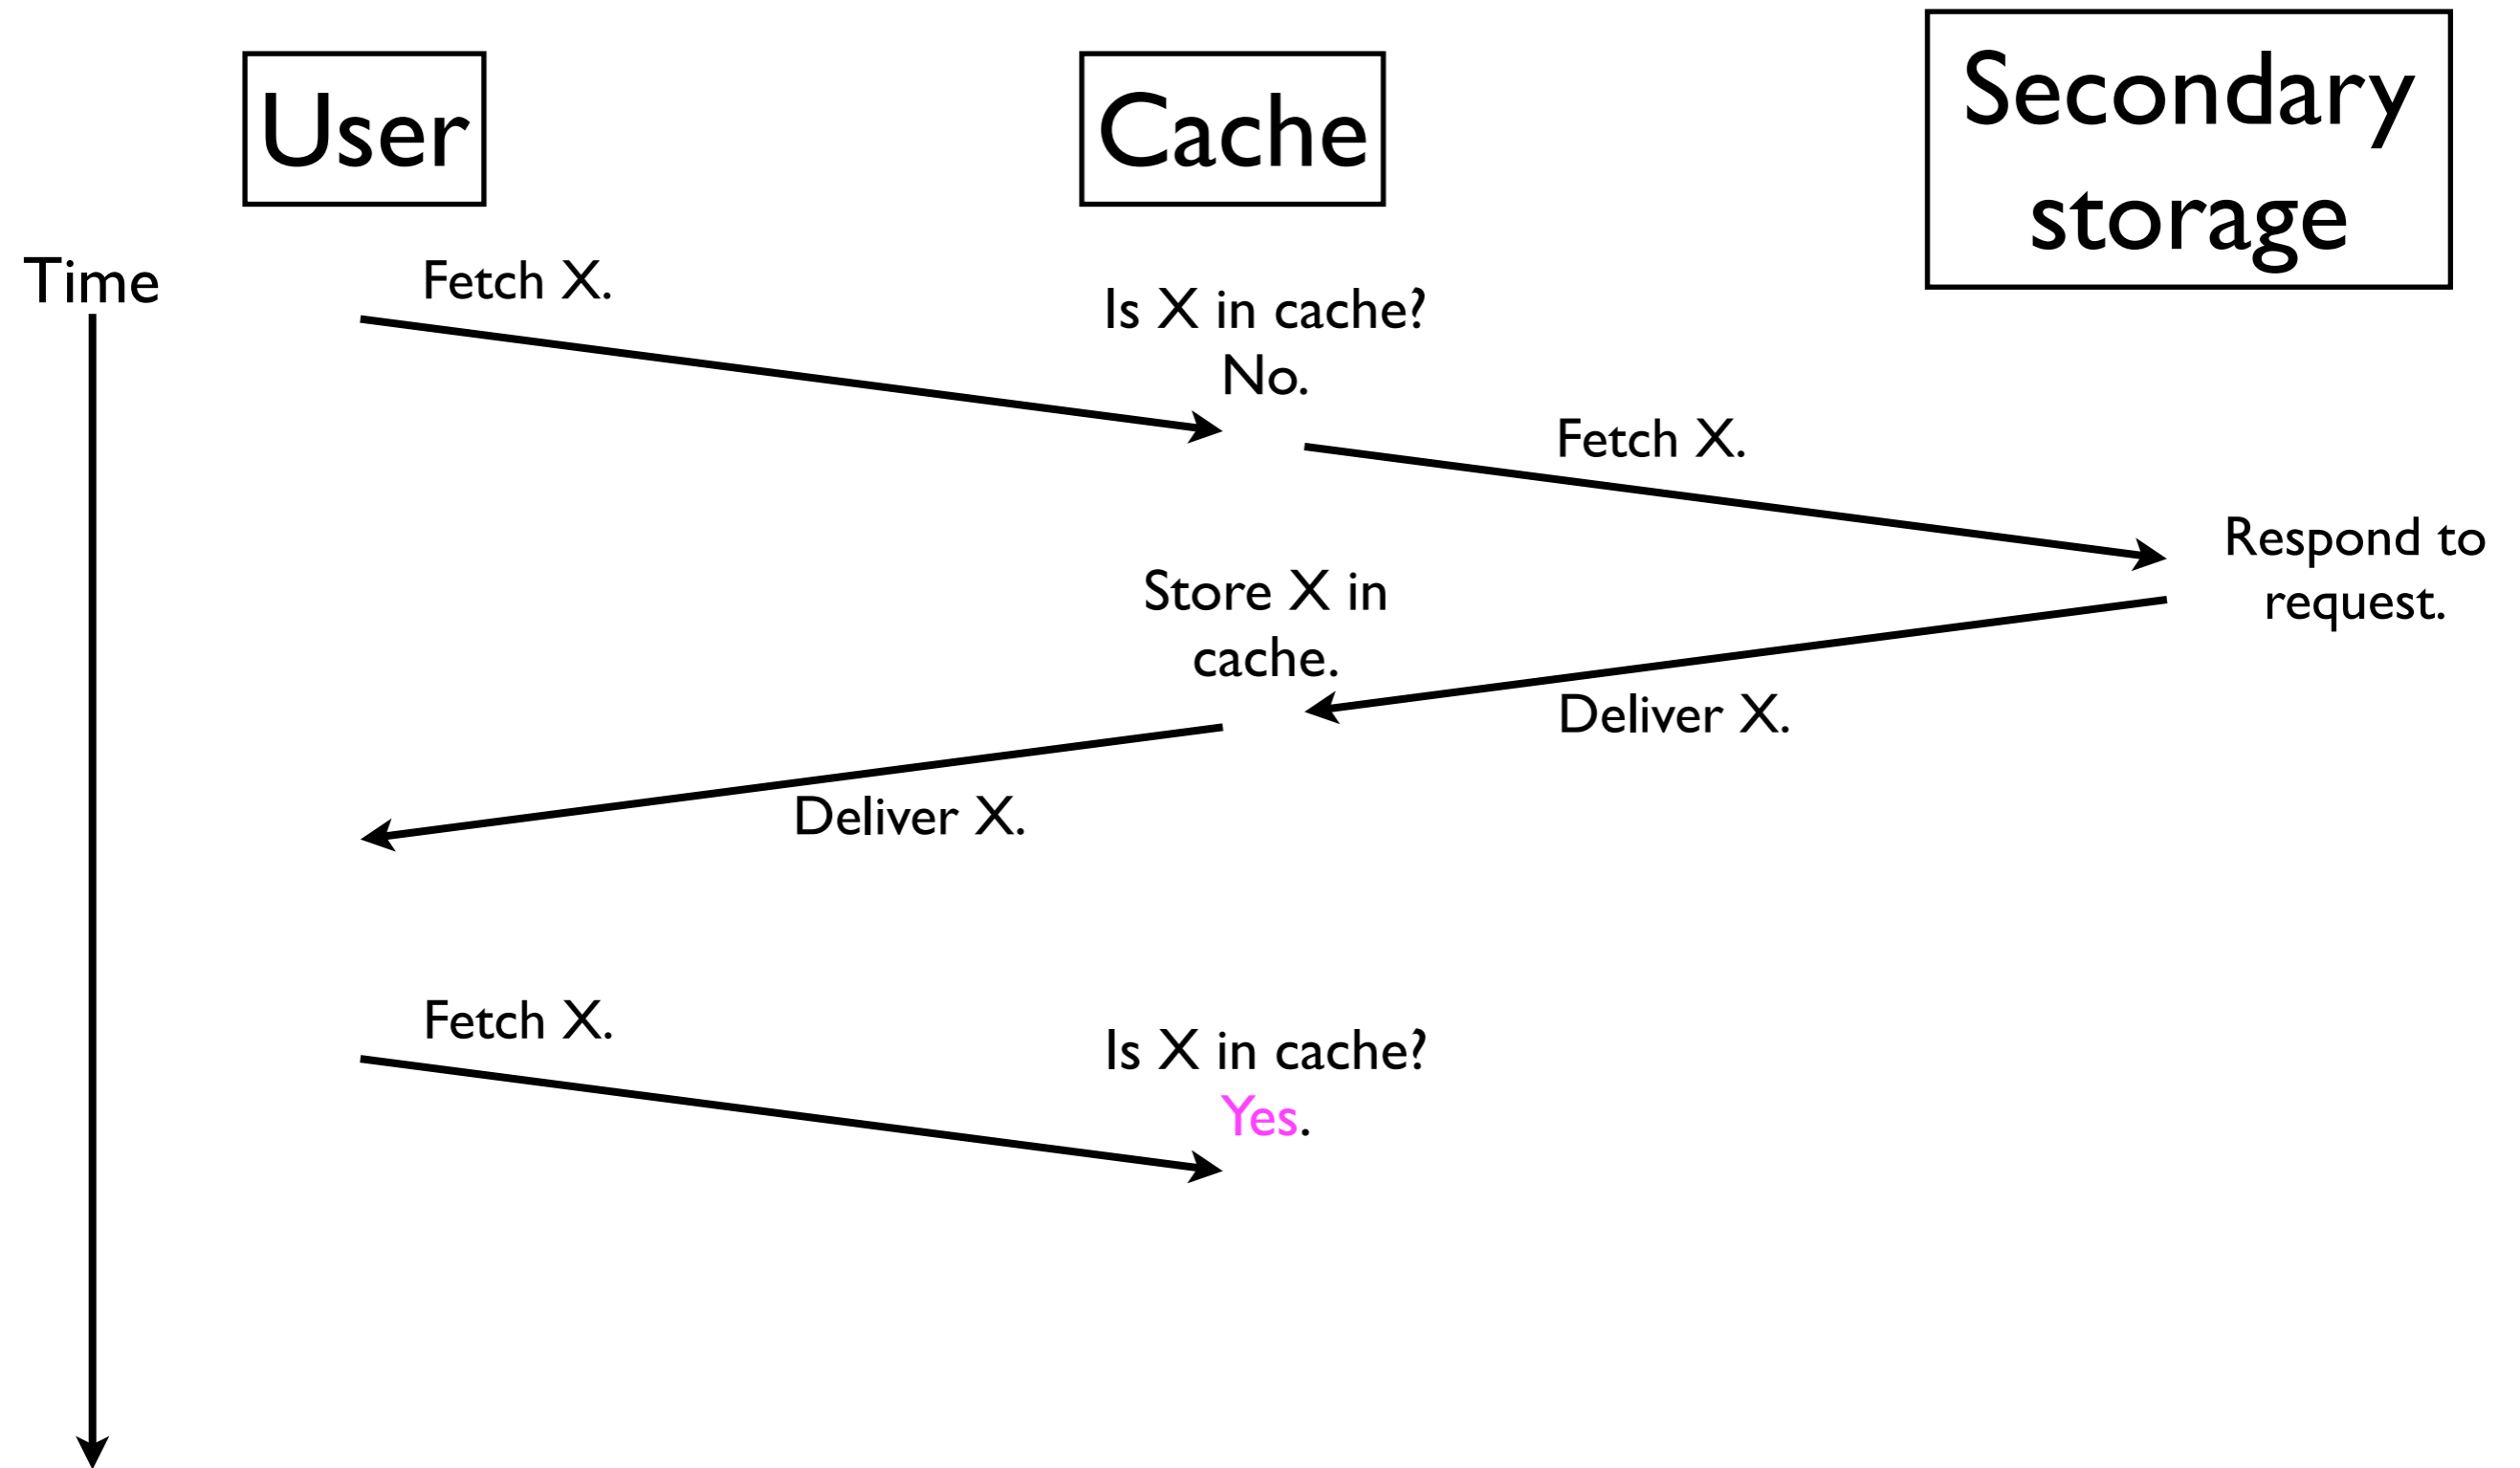 User
Cache
Secondary
storage
Time
Fetch X.
Is X in cache?
No.
Fetch X.
Respond to
request.
Store X in
cache.
Deliver X.
Deliver X.
Fetch X.
Is X in cache?
Yes.